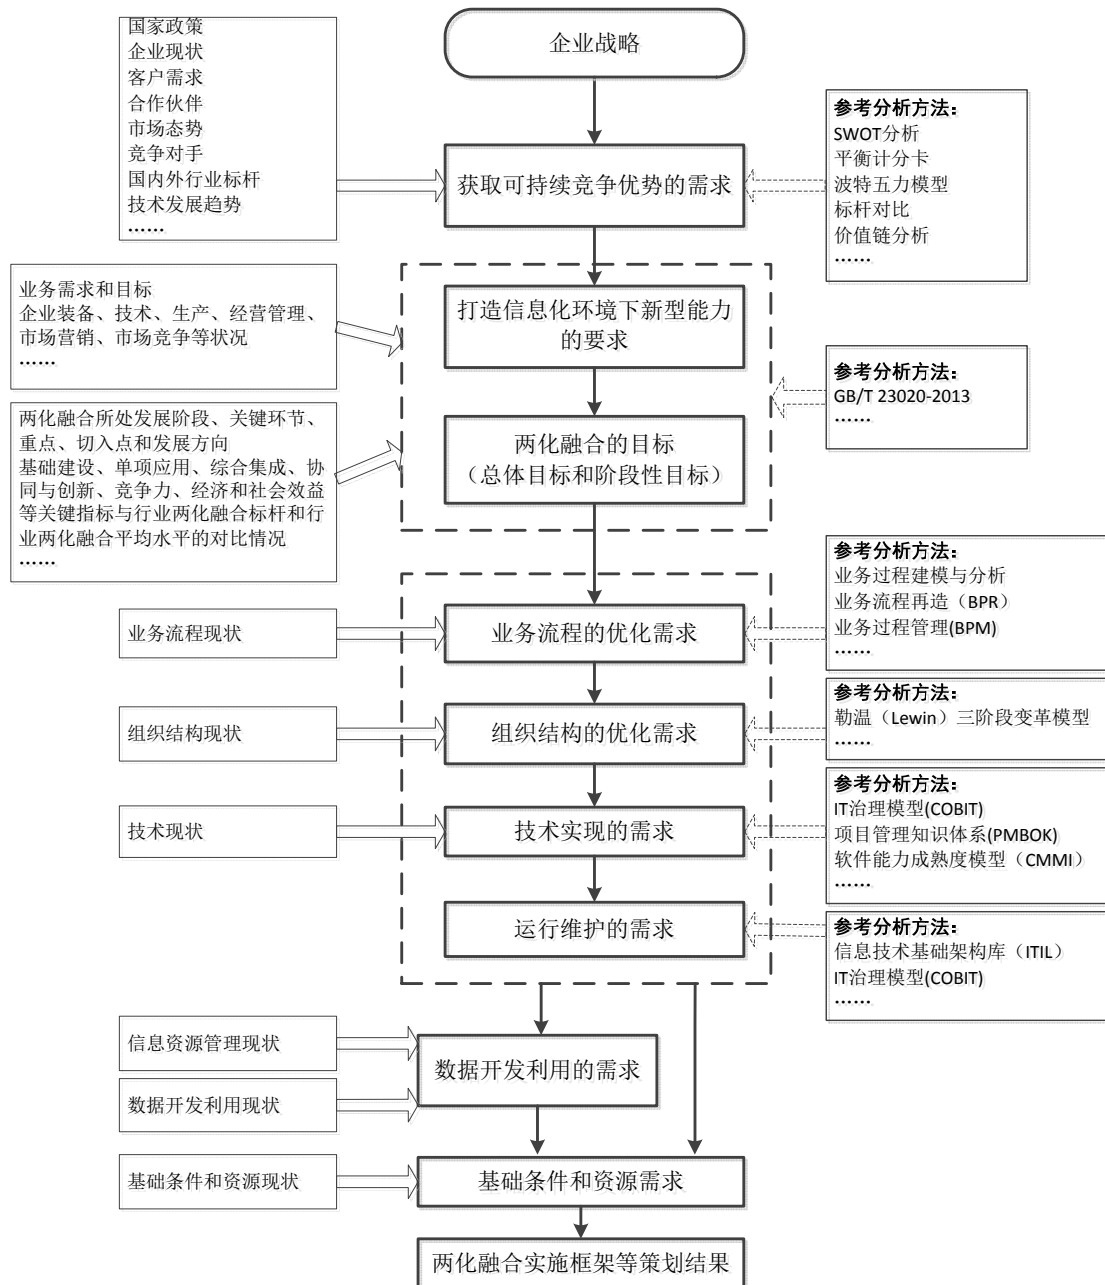 国家政策
企业现状
客户需求
合作伙伴
市场态势
竞争对手
国内外行业标杆
技术发展趋势
……
企业战略
获取可持续竞争优势的需求
参考分析方法：
SWOT分析
平衡计分卡
波特五力模型
标杆对比
价值链分析
……
业务需求和目标
企业装备、技术、生产、经营管理、
市场营销、市场竞争等状况
……
打造信息化环境下新型能力
的要求
参考分析方法：
GB/T 23020-2013
……
两化融合所处发展阶段、关键环节、
重点、切入点和发展方向
基础建设、单项应用、综合集成、协
同与创新、竞争力、经济和社会效益
等关键指标与行业两化融合标杆和行
业两化融合平均水平的对比情况
……
两化融合的目标
（总体目标和阶段性目标）
业务流程现状
业务流程的优化需求
参考分析方法：
业务过程建模与分析
业务流程再造（BPR）
业务过程管理(BPM)
……
组织结构现状
组织结构的优化需求
参考分析方法：
勒温（Lewin）三阶段变革模型
……
技术现状
技术实现的需求
参考分析方法：
IT治理模型(COBIT)
项目管理知识体系(PMBOK)
软件能力成熟度模型（CMMI）
……
运行维护的需求
参考分析方法：
信息技术基础架构库（ITIL）
IT治理模型(COBIT)
……
信息资源管理现状
数据开发利用的需求
数据开发利用现状
基础条件和资源现状
基础条件和资源需求
两化融合实施框架等策划结果